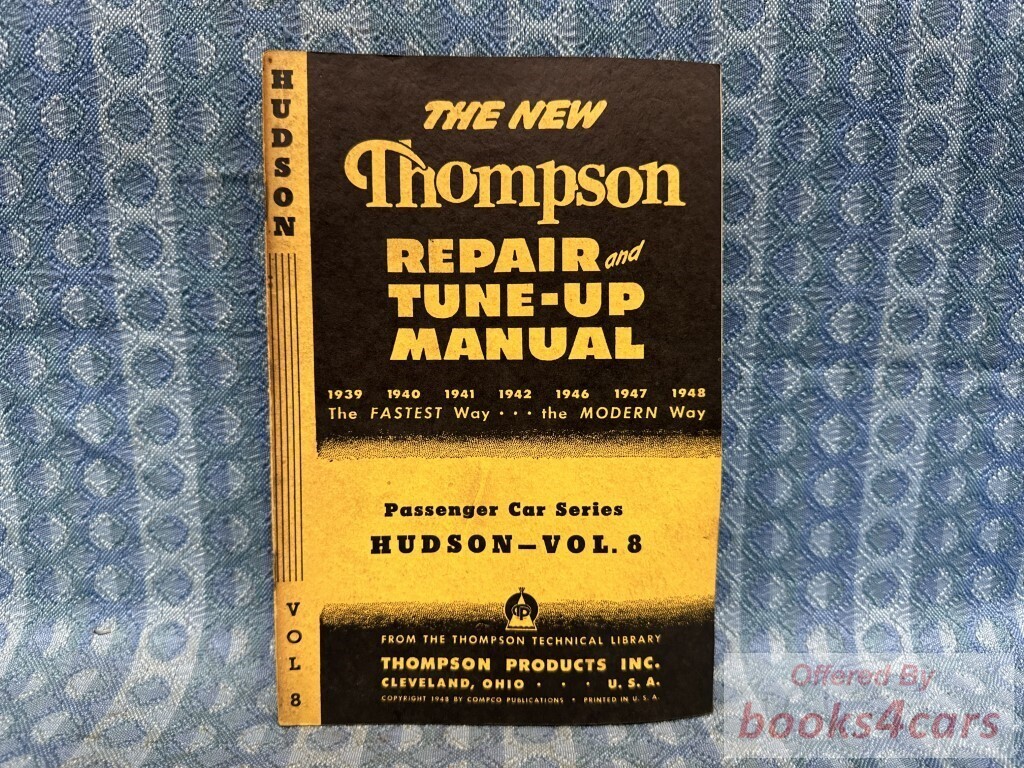 HUDSON
VOL 8
THE NEW
Thompson
REPAIR and
TUNE-UP
MANUAL
1939 1940 1941 1942 1946 1947 1948
The FASTEST Way · · · the MODERN Way
Passenger Car Series
HUDSON—VOL. 8
TP
FROM THE THOMPSON TECHNICAL LIBRARY
THOMPSON PRODUCTS INC.
CLEVELAND, OHIO · · · U. S. A.
COPYRIGHT 1948 BY COMPCO PUBLICATIONS • PRINTED IN U. S. A.
Offered By
books4cars